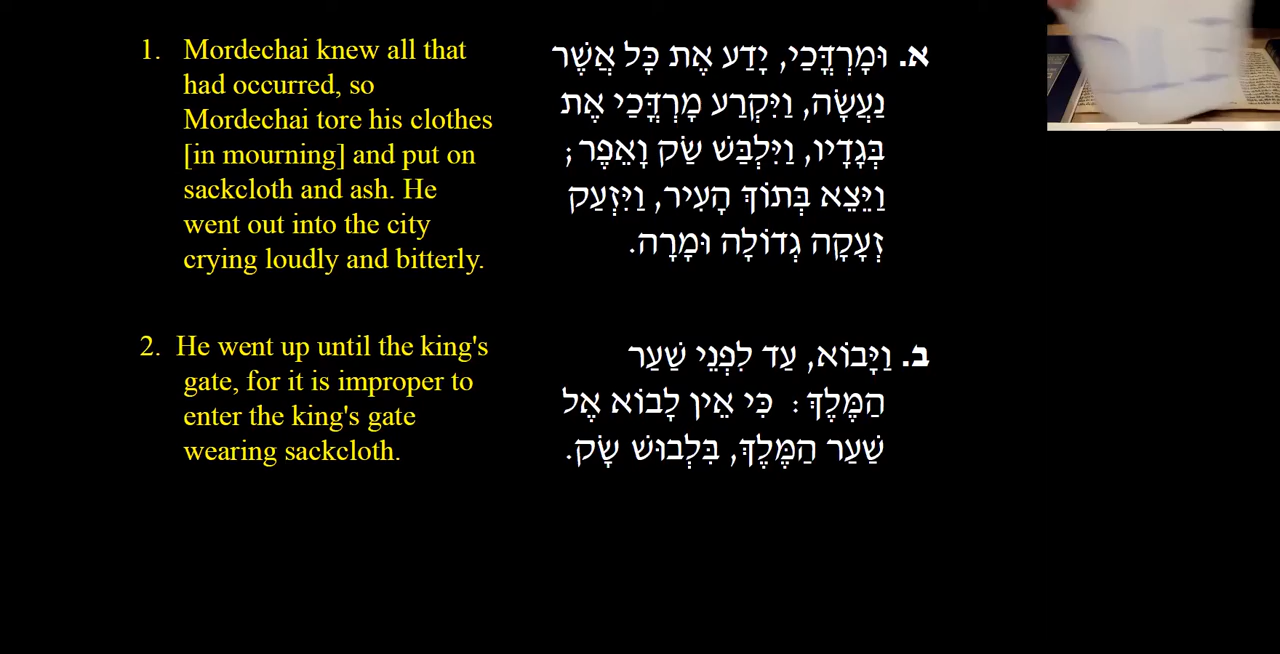 1. Mordechai knew all that
had occurred, so
Mordechai tore his clothes
[in mourning] and put on
sackcloth and ash. He
went out into the city
crying loudly and bitterly.
א. וּמָרְדֳּכַי, יָדַע אֶת כָּל אֲשֶׁר
נַעֲשָׂה, וַיִּקְרַע מָרְדֳּכַי אֶת
בְּגָדָיו, וַיִּלְבַּשׁ שַׂק וָאֵפֶר;
וַיֵּצֵא בְּתוֹךְ הָעִיר, וַיִּזְעַק
זְעָקָה גְדוֹלָה וּמָרָה.
2. He went up until the king's
gate, for it is improper to
enter the king's gate
wearing sackcloth.
ב. וַיָּבוֹא, עַד לִפְנֵי שַׁעַר
הַמֶּלֶךְ: כִּי אֵין לָבוֹא אֶל
שַׁעַר הַמֶּלֶךְ, בִּלְבוּשׁ שָׂק.